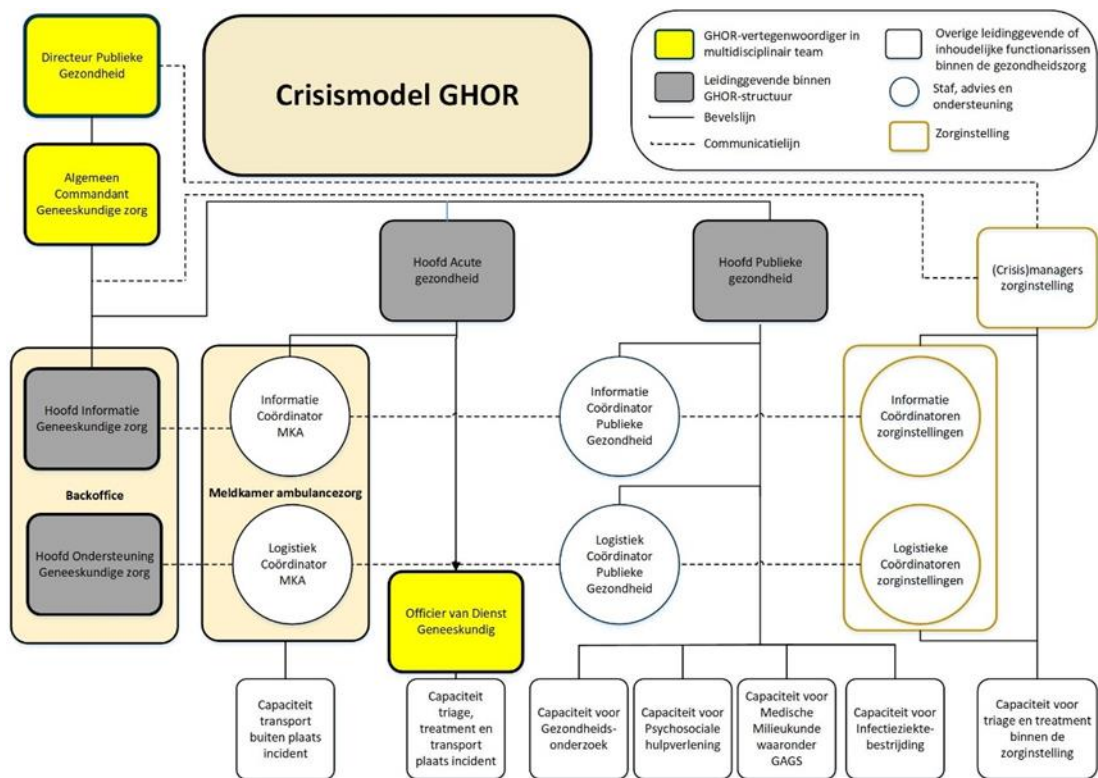 Directeur Publieke
Gezondheid
Crisismodel GHOR
GHOR-vertegenwoordiger in
multidisciplinair team
Leidinggevende binnen
GHOR-structuur
Bevelslijn
Communicatielijn
Overige leidinggevende of
inhoudelijke functionarissen
binnen de gezondheidszorg
Staf, advies en
ondersteuning
Zorginstelling
Algemeen
Commandant
Geneeskundige zorg
Hoofd Acute
gezondheid
Hoofd Publieke
gezondheid
(Crisis)managers
zorginstelling
Hoofd Informatie
Geneeskundige zorg
Informatie
Coördinator
MKA
Informatie
Coördinator
Publieke
Gezondheid
Informatie
Coördinatoren
zorginstellingen
Backoffice
Meldkamer ambulancezorg
Hoofd Ondersteuning
Geneeskundige zorg
Logistiek
Coördinator
MKA
Logistiek
Coördinator
Publieke
Gezondheid
Logistieke
Coördinatoren
zorginstellingen
Officier van Dienst
Geneeskundig
Capaciteit
transport
buiten plaats
incident
Capaciteit
triage,
treatment en
transport
plaats incident
Capaciteit voor
Gezondheids-
onderzoek
Capaciteit voor
Psychosociale
hulpverlening
Capaciteit voor
Medische
Milieukunde
waaronder
GAGS
Capaciteit voor
Infectieziekte-
bestrijding
Capaciteit voor
triage en treatment
binnen de
zorginstelling